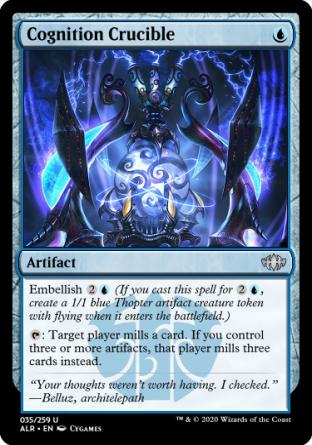 Cognition Crucible
Artifact
Embellish 2 (If you cast this spell for 2 ,
create a 1/1 blue Thopter artifact creature token
with flying when it enters the battlefield.)
: Target player mills a card. If you control
three or more artifacts, that player mills three
cards instead.
“Your thoughts weren’t worth having. I checked.”
—Belluz, architelepath
035/259 U
ALR • EN Cygames
™ & © 2020 Wizards of the Coast